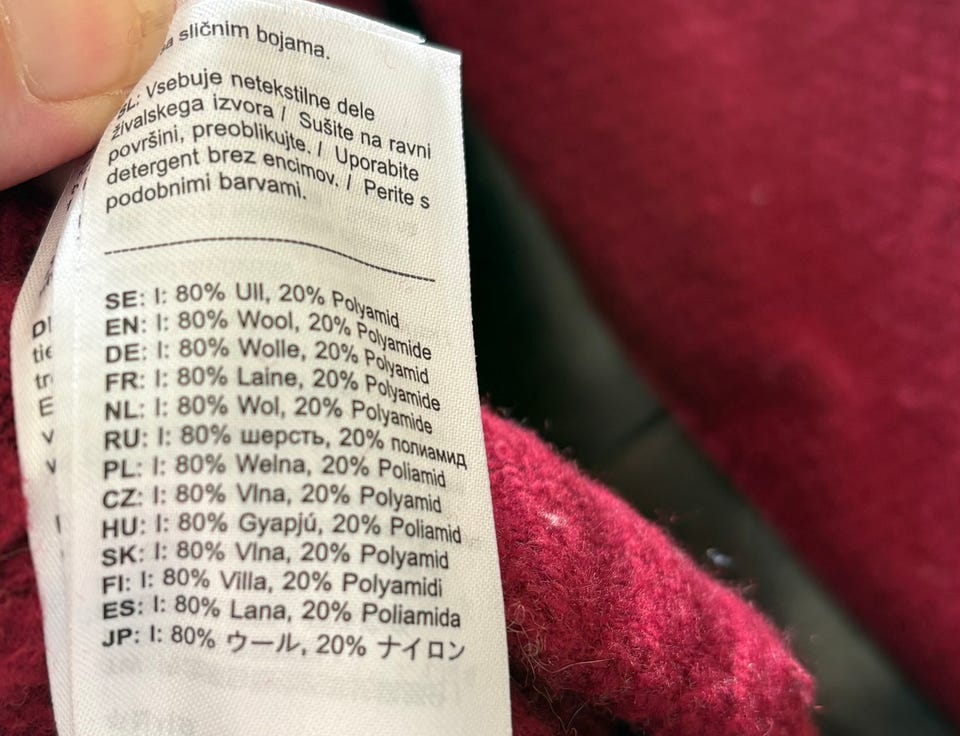 sličnim bojama.
SL: Vsebuje netekstilne dele
živalskega izvora / Sušite na ravni
površini, preoblikujte. / Uporabite
detergent brez encimov. / Perite s
podobnimi barvami.
SE: I: 80% Ull, 20% Polyamid
EN: I: 80% Wool, 20% Polyamide
DE: I: 80% Wolle, 20% Polyamid
FR: I: 80% Laine, 20% Polyamide
NL: I: 80% Wol, 20% Polyamide
RU: I: 80% шерсть, 20% полиамид
PL: I: 80% Welna, 20% Poliamid
CZ: I: 80% Vlna, 20% Polyamid
HU: I: 80% Gyapjú, 20% Poliamid
SK: I: 80% Vlna, 20% Polyamid
FI: I: 80% Villa, 20% Polyamidi
ES: I: 80% Lana, 20% Poliamida
JP: I: 80% ウール, 20% ナイロン